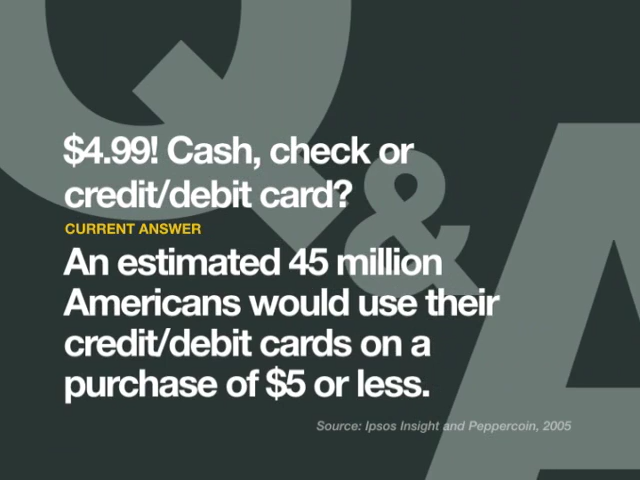 Q & A
$4.99! Cash, check or
credit/debit card?
CURRENT ANSWER
An estimated 45 million
Americans would use their
credit/debit cards on a
purchase of $5 or less.
Source: Ipsos Insight and Peppercoin, 2005